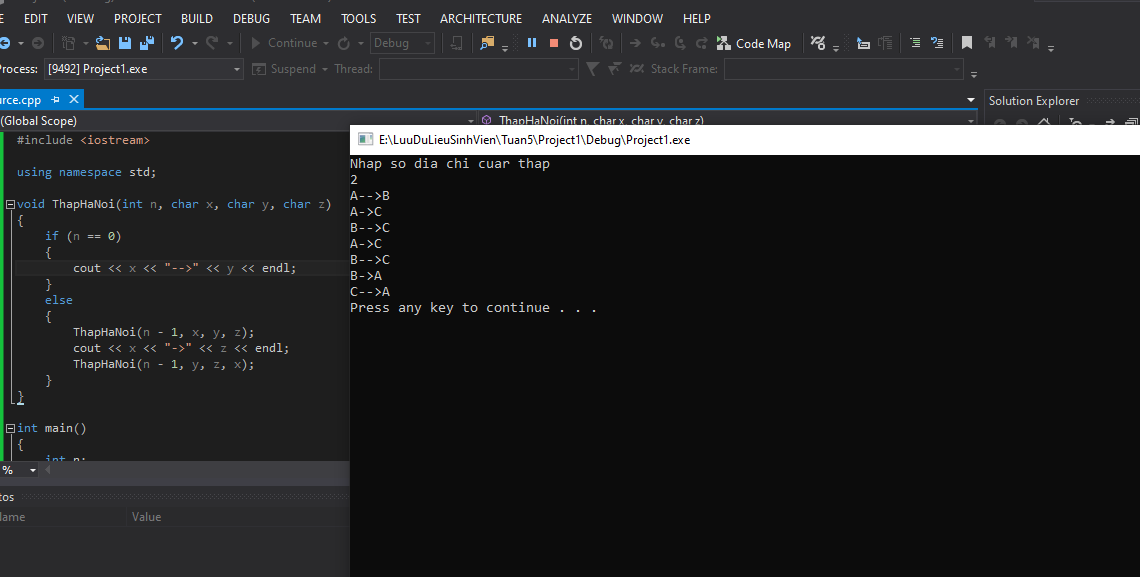 EDIT VIEW PROJECT BUILD DEBUG TEAM TOOLS TEST ARCHITECTURE ANALYZE WINDOW HELP
Continue Debug Code Map
rocess: [9492] Project1.exe Suspend Thread: Stack Frame:
urce.cpp
Solution Explorer
(Global Scope) ThapHaNoi(int n, char x, char y, char z)
#include <iostream>
using namespace std;
void ThapHaNoi(int n, char x, char y, char z)
{
if (n == 0)
{
cout << x << "-->" << y << endl;
}
else
{
ThapHaNoi(n - 1, x, y, z);
cout << x << "->" << z << endl;
ThapHaNoi(n - 1, y, z, x);
}
}
int main()
{
int n;
%
tos
Name Value
E:\LuuDuLieuSinhVien\Tuan5\Project1\Debug\Project1.exe
Nhap so dia chi cuar thap
2
A-->B
A->C
B-->C
A->C
B-->C
B->A
C-->A
Press any key to continue . . .